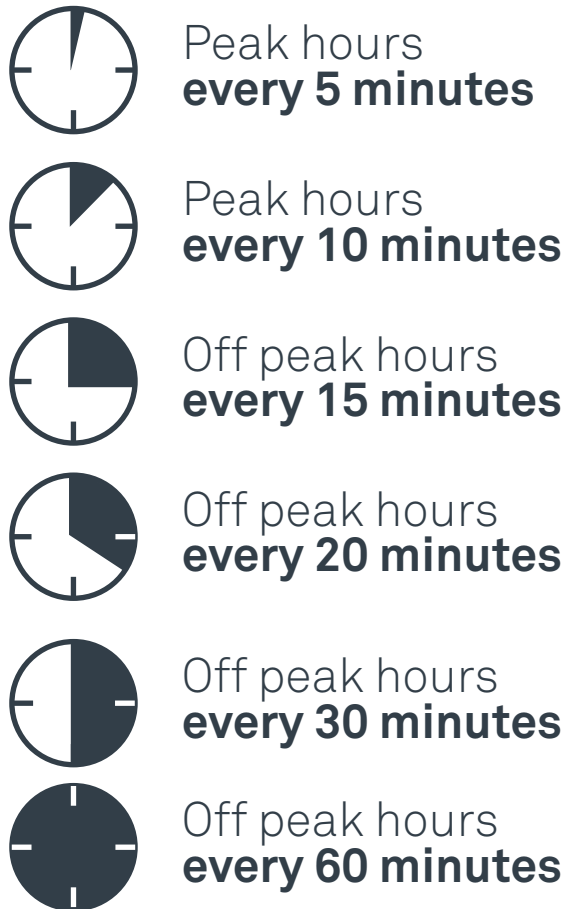 Peak hours
every 5 minutes
Peak hours
every 10 minutes
Off peak hours
every 15 minutes
Off peak hours
every 20 minutes
Off peak hours
every 30 minutes
Off peak hours
every 60 minutes